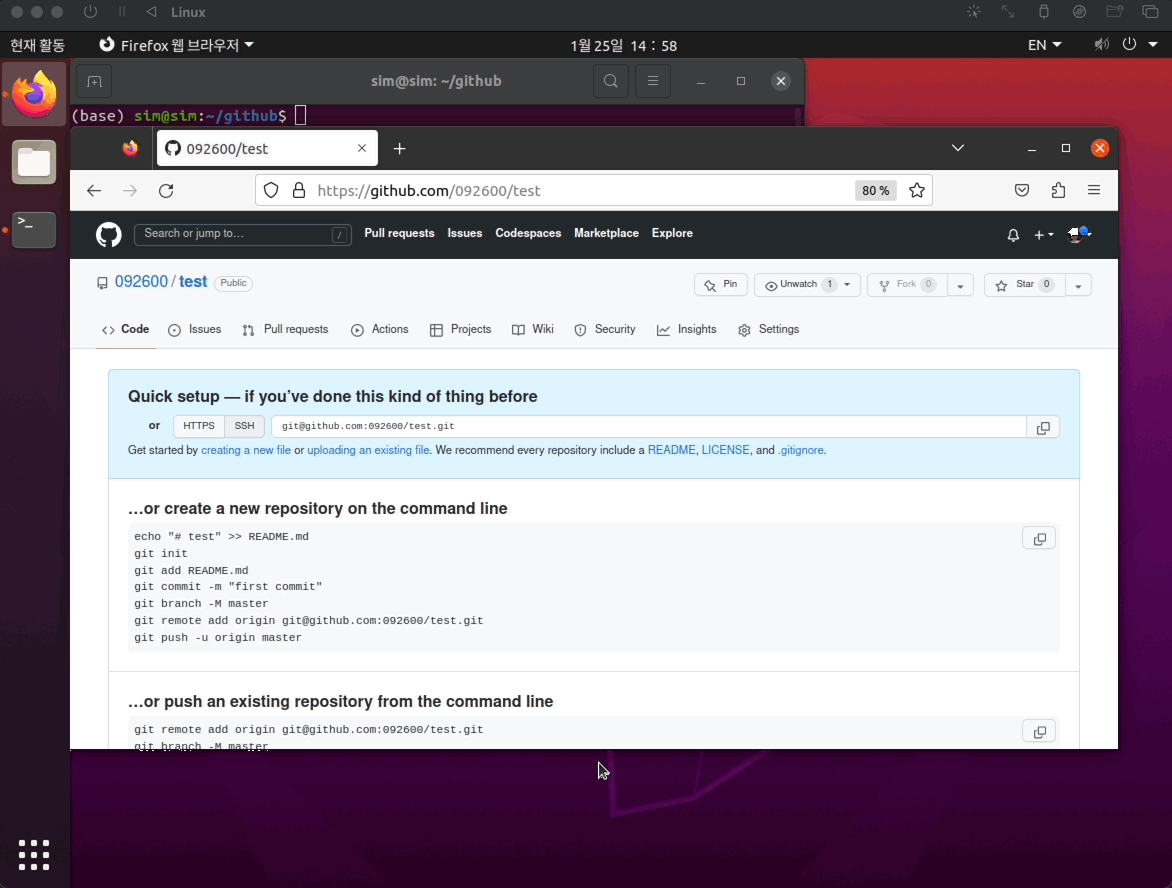 Linux
현재 활동
Firefox 웹 브라우저
1월 25일 14 : 58
EN
sim@sim: ~/github
(base) sim@sim:~/github$
092600/test
https://github.com/092600/test
80 %
Search or jump to…
/
Pull requests
Issues
Codespaces
Marketplace
Explore
092600 / test
Public
Pin
Unwatch 1
Fork 0
Star 0
Code
Issues
Pull requests
Actions
Projects
Wiki
Security
Insights
Settings
Quick setup — if you’ve done this kind of thing before
or
HTTPS
SSH
git@github.com:092600/test.git
Get started by creating a new file or uploading an existing file. We recommend every repository include a README, LICENSE, and .gitignore.
…or create a new repository on the command line
echo "# test" >> README.md
git init
git add README.md
git commit -m "first commit"
git branch -M master
git remote add origin git@github.com:092600/test.git
git push -u origin master
…or push an existing repository from the command line
git remote add origin git@github.com:092600/test.git
git branch -M master